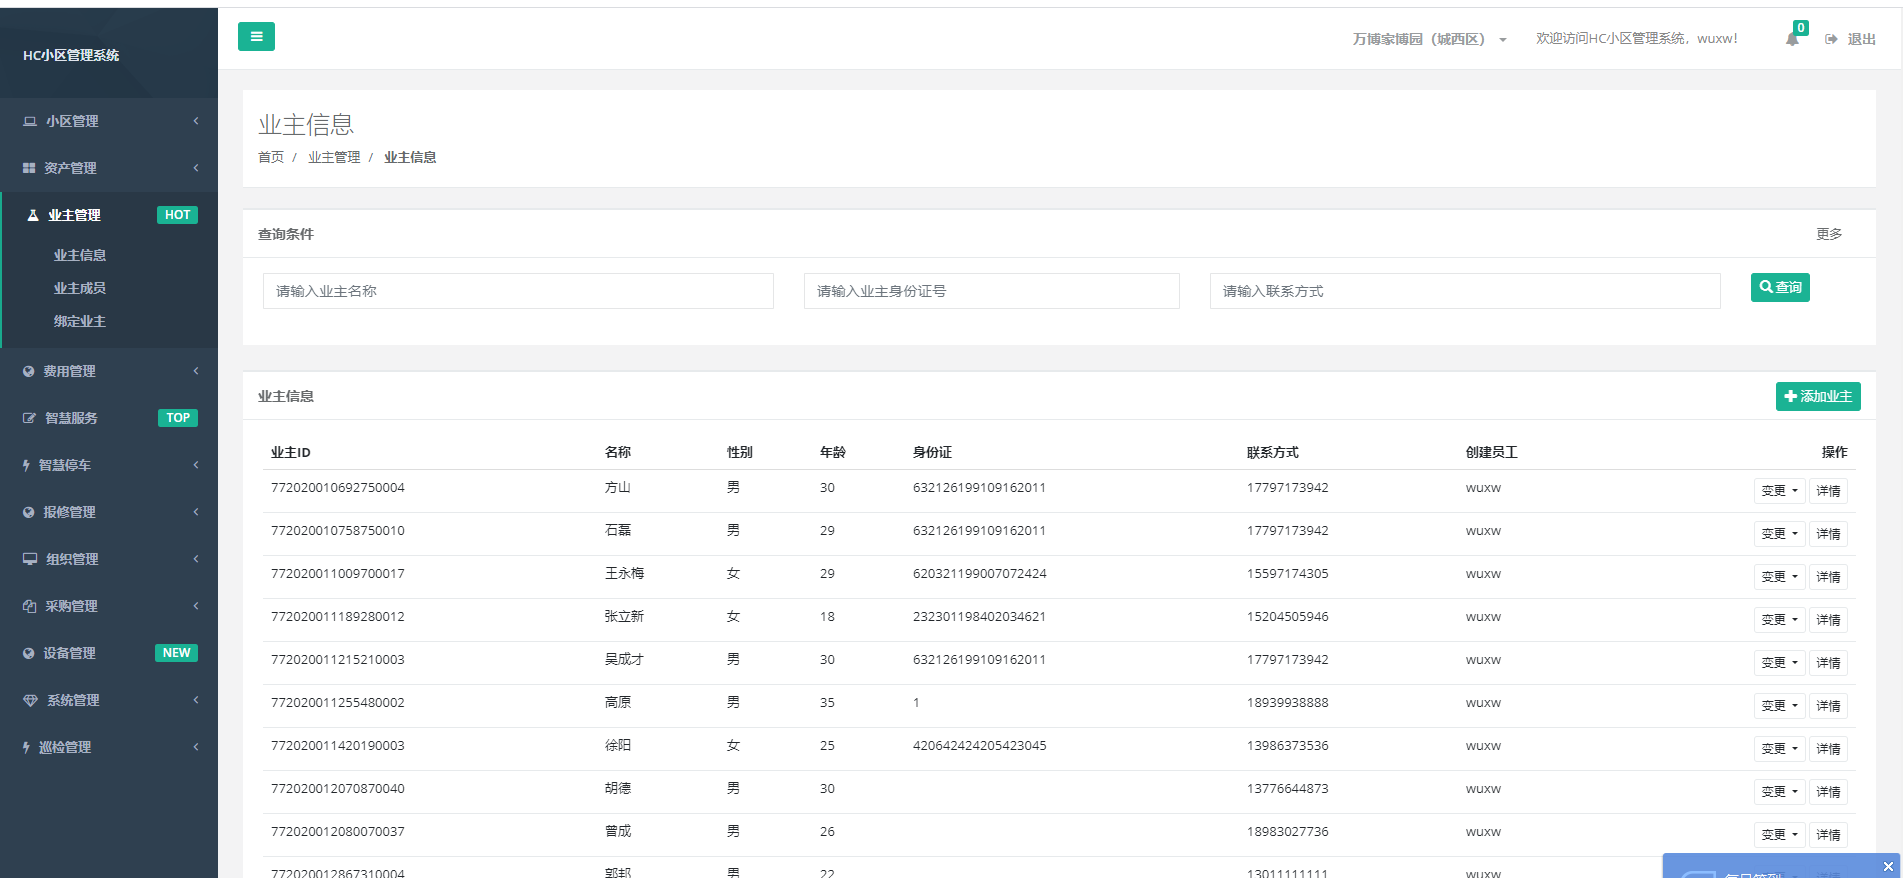 HC小区管理系统
万博家博园（城西区）
欢迎访问HC小区管理系统，wuxw!
0
退出
小区管理
资产管理
业主管理 HOT
业主信息
业主成员
绑定业主
费用管理
智慧服务 TOP
智慧停车
报修管理
组织管理
采购管理
设备管理 NEW
系统管理
巡检管理
业主信息
首页 / 业主管理 / 业主信息
查询条件 更多
请输入业主名称 请输入业主身份证号 请输入联系方式 查询
业主信息 添加业主
业主ID 名称 性别 年龄 身份证 联系方式 创建员工 操作
772020010692750004 方山 男 30 632126199109162011 17797173942 wuxw 变更 详情
772020010758750010 石磊 男 29 632126199109162011 17797173942 wuxw 变更 详情
772020011009700017 王永梅 女 29 620321199007072424 15597174305 wuxw 变更 详情
772020011189280012 张立新 女 18 232301198402034621 15204505946 wuxw 变更 详情
772020011215210003 吴成才 男 30 632126199109162011 17797173942 wuxw 变更 详情
772020011255480002 高原 男 35 1 18939938888 wuxw 变更 详情
772020011420190003 徐阳 女 25 420642424205423045 13986373536 wuxw 变更 详情
772020012070870040 胡德 男 30 13776644873 wuxw 变更 详情
772020012080070037 曾成 男 26 18983027736 wuxw 变更 详情
772020012867310004 郭邦 男 22 13011111111 wuxw
每日签到